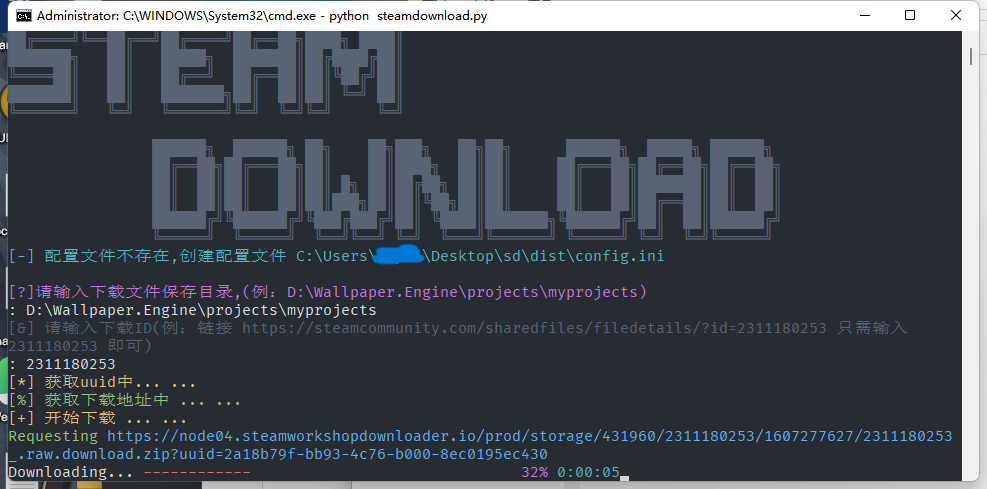 Administrator: C:\WINDOWS\System32\cmd.exe - python steamdownload.py
STEAM
DOWNLOAD
[-] 配置文件不存在,创建配置文件 C:\Users\ \Desktop\sd\dist\config.ini
[?]请输入下载文件保存目录,(例：D:\Wallpaper.Engine\projects\myprojects)
: D:\Wallpaper.Engine\projects\myprojects
[&] 请输入下载ID(例：链接 https://steamcommunity.com/sharedfiles/filedetails/?id=2311180253 只需输入
2311180253 即可)
: 2311180253
[*] 获取uuid中... ...
[%] 获取下载地址中 ... ...
[+] 开始下载 ... ...
Requesting https://node04.steamworkshopdownloader.io/prod/storage/431960/2311180253/1607277627/2311180253
_.raw.download.zip?uuid=2a18b79f-bb93-4c76-b000-8ec0195ec430
Downloading... ------------ 32% 0:00:05